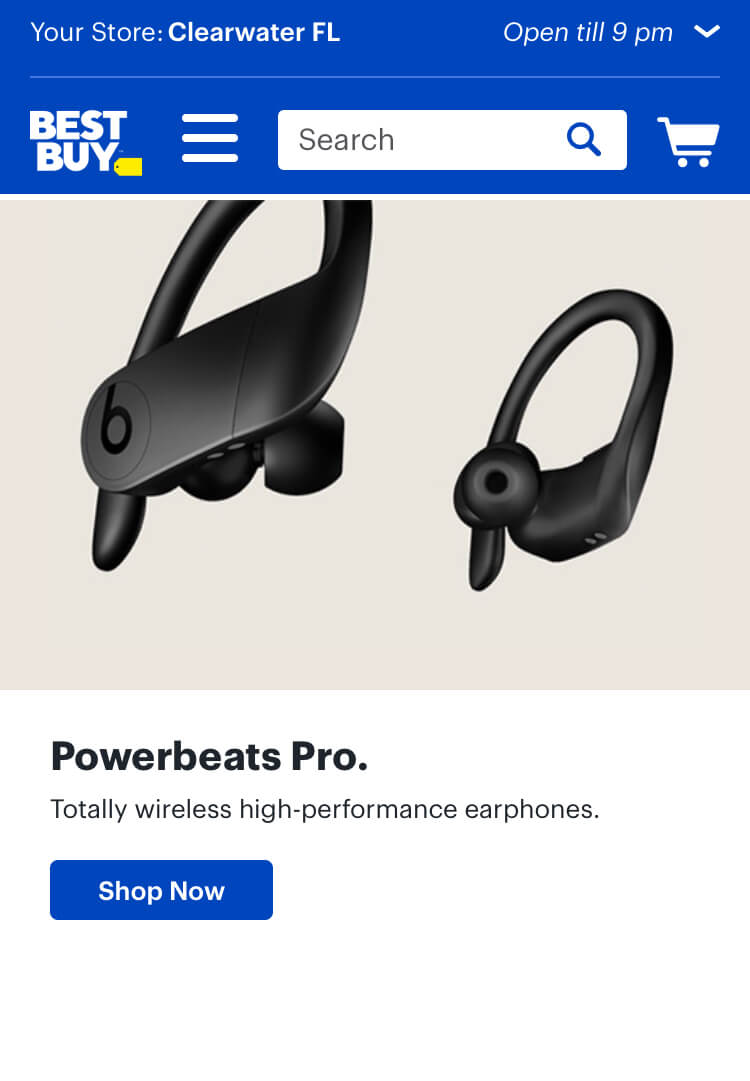 Your Store: Clearwater FL
Open till 9 pm
BEST
BUY
Search
Powerbeats Pro.
Totally wireless high-performance earphones.
Shop Now